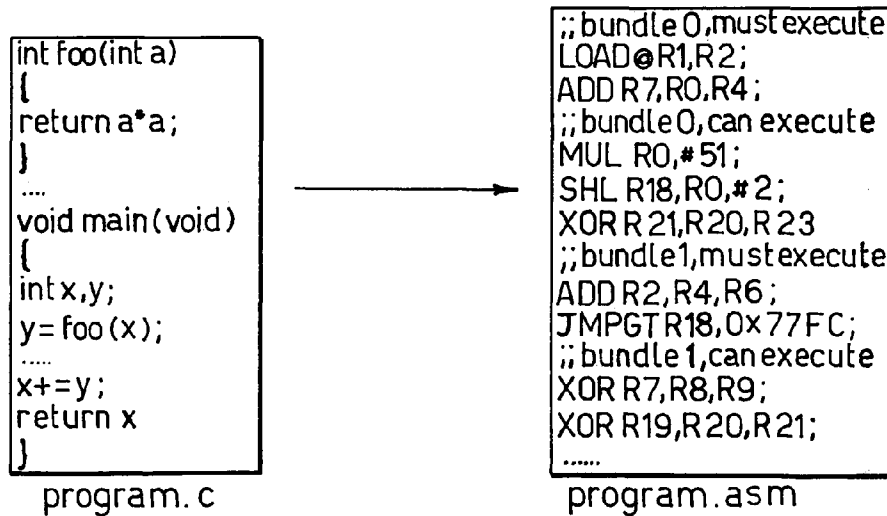 int foo(int a)
{
return a*a;
}
....
void main(void)
{
int x,y;
y=foo(x);
.....
x+=y;
return x
}
program.c
;;bundle 0,must execute
LOAD@R1,R2;
ADD R7,R0,R4;
;;bundle 0,can execute
MUL R0,#51;
SHL R18,R0,#2;
XOR R21,R20,R23
;;bundle1,must execute
ADD R2,R4,R6;
JMPGT R18,0x77FC;
;;bundle 1,can execute
XOR R7,R8,R9;
XOR R19,R20,R21;
......
program.asm